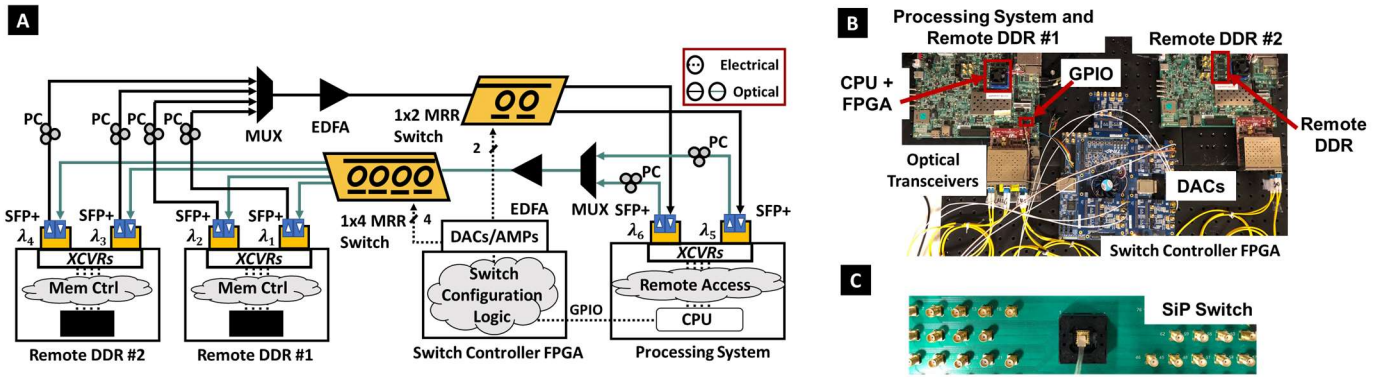 A
Electrical
Optical
PC
PC
PC
PC
MUX
EDFA
1x2 MRR
Switch
2
PC
PC
1x4 MRR
Switch
4
EDFA
MUX
SFP+
SFP+
SFP+
SFP+
SFP+
SFP+
λ4
λ3
λ2
λ1
λ6
λ5
DACs/AMPs
XCVRs
XCVRs
XCVRs
Mem Ctrl
Mem Ctrl
Switch
Configuration
Logic
Remote Access
GPIO
CPU
Remote DDR #2
Remote DDR #1
Switch Controller FPGA
Processing System
B
Processing System and
Remote DDR #1
Remote DDR #2
CPU +
FPGA
GPIO
Remote
DDR
Optical
Transceivers
DACs
Switch Controller FPGA
C
SiP Switch